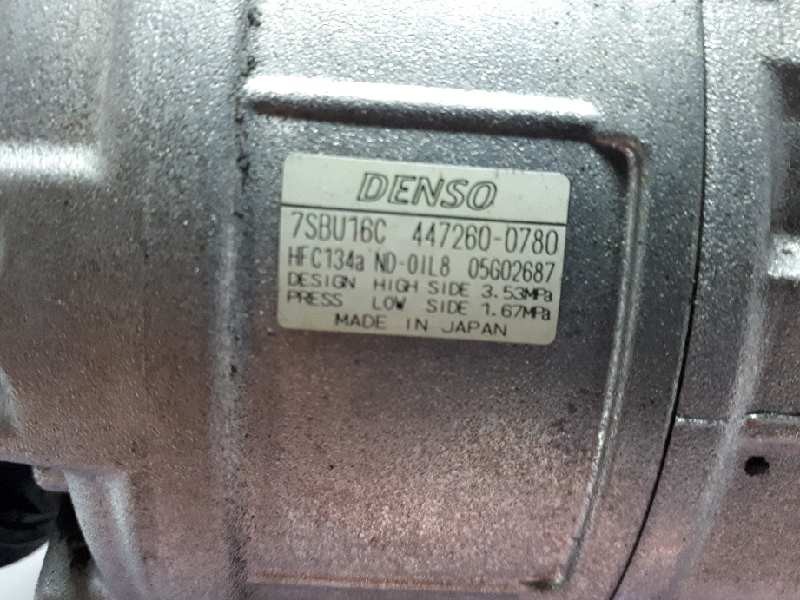 DENSO
7SBU16C 447260-0780
HFC134a ND-OIL8 05G02687
DESIGN HIGH SIDE 3.53MPa
PRESS LOW SIDE 1.67MPa
MADE IN JAPAN